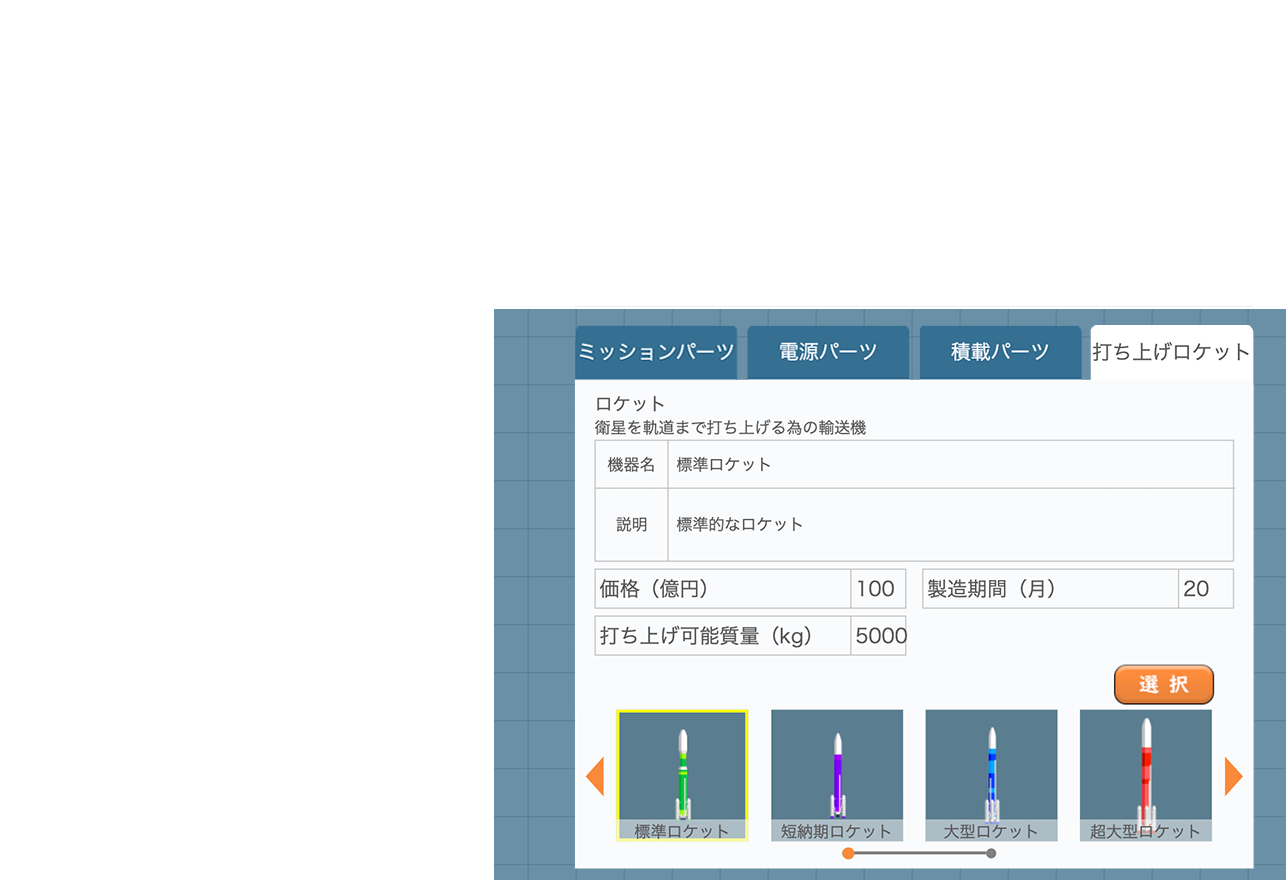 ミッションパーツ 電源パーツ 積載パーツ 打ち上げロケット
ロケット
衛星を軌道まで打ち上げる為の輸送機
機器名 標準ロケット
説明 標準的なロケット
価格（億円） 100 製造期間（月） 20
打ち上げ可能質量（kg） 5000
選択
標準ロケット 短納期ロケット 大型ロケット 超大型ロケット